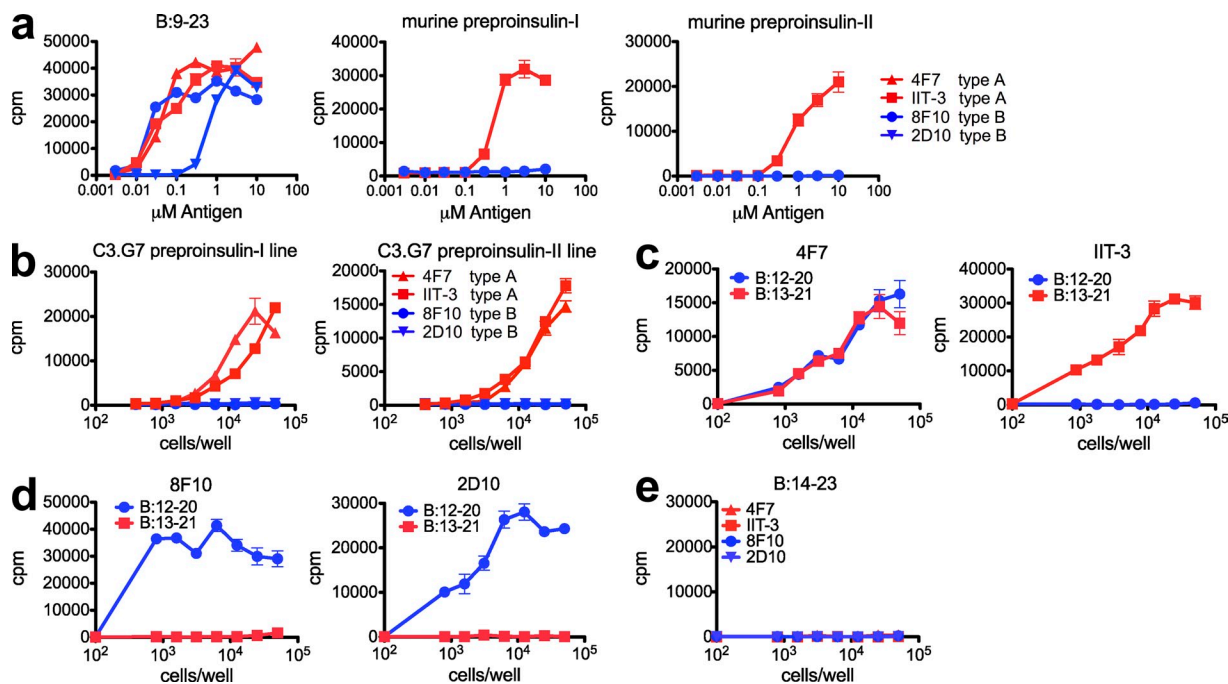 a
B:9-23
50000
40000
30000
20000
10000
0
cpm
0.001 0.01 0.1 1 10 100
µM Antigen
murine preproinsulin-I
40000
30000
20000
10000
0
cpm
0.001 0.01 0.1 1 10 100
µM Antigen
murine preproinsulin-II
30000
20000
10000
0
cpm
0.001 0.01 0.1 1 10 100
µM Antigen
4F7 type A
IIT-3 type A
8F10 type B
2D10 type B
b
C3.G7 preproinsulin-I line
30000
20000
10000
0
cpm
10² 10³ 10⁴ 10⁵
cells/well
C3.G7 preproinsulin-II line
20000
15000
10000
5000
0
cpm
4F7 type A
IIT-3 type A
8F10 type B
2D10 type B
10² 10³ 10⁴ 10⁵
cells/well
c
4F7
20000
15000
10000
5000
0
cpm
B:12-20
B:13-21
10² 10³ 10⁴ 10⁵
cells/well
IIT-3
40000
30000
20000
10000
0
cpm
B:12-20
B:13-21
10² 10³ 10⁴ 10⁵
cells/well
d
8F10
50000
40000
30000
20000
10000
0
cpm
B:12-20
B:13-21
10² 10³ 10⁴ 10⁵
cells/well
2D10
30000
20000
10000
0
cpm
B:12-20
B:13-21
10² 10³ 10⁴ 10⁵
cells/well
e
B:14-23
30000
20000
10000
0
cpm
4F7
IIT-3
8F10
2D10
10² 10³ 10⁴ 10⁵
cells/well